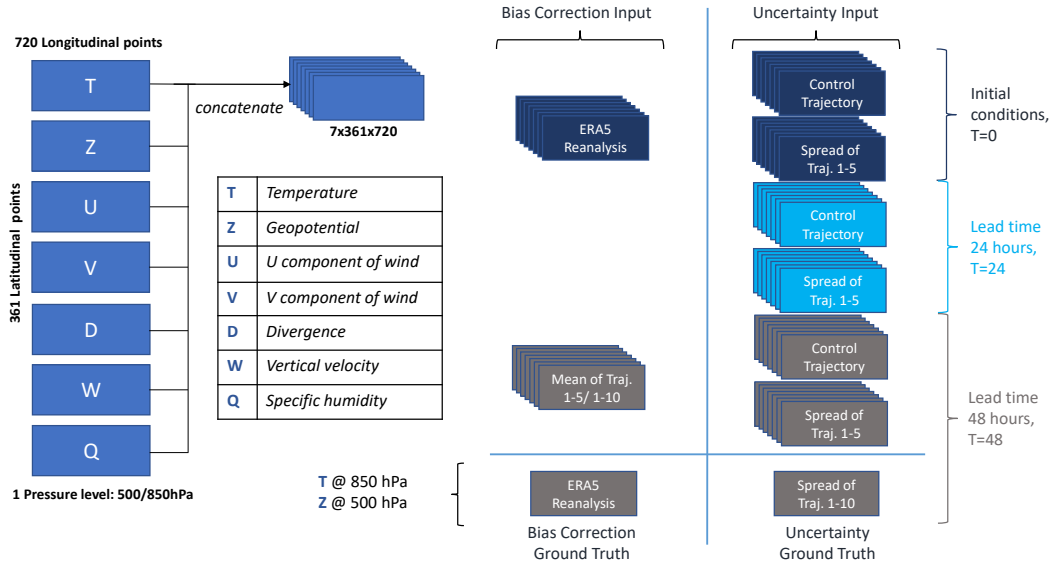 720 Longitudinal points
361 Latitudinal points
T
Z
U
V
D
W
Q
1 Pressure level: 500/850hPa
concatenate
7x361x720
T Temperature
Z Geopotential
U U component of wind
V V component of wind
D Divergence
W Vertical velocity
Q Specific humidity
T @ 850 hPa
Z @ 500 hPa
Bias Correction Input
ERA5
Reanalysis
Mean of Traj.
1-5/ 1-10
ERA5
Reanalysis
Bias Correction
Ground Truth
Uncertainty Input
Control
Trajectory
Spread of
Traj. 1-5
Control
Trajectory
Spread of
Traj. 1-5
Control
Trajectory
Spread of
Traj. 1-5
Spread of
Traj. 1-10
Uncertainty
Ground Truth
Initial
conditions,
T=0
Lead time
24 hours,
T=24
Lead time
48 hours,
T=48